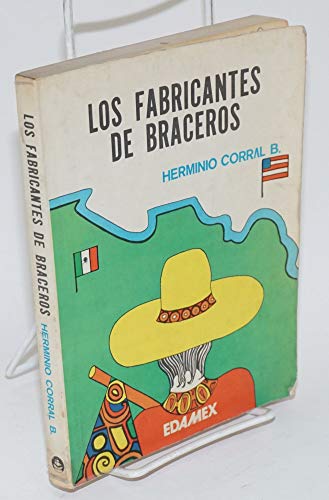 LOS FABRICANTES
DE BRACEROS
HERMINIO CORRAL B.
EDAMEX
LOS FABRICANTES DE BRACEROS HERMINIO CORRAL B.